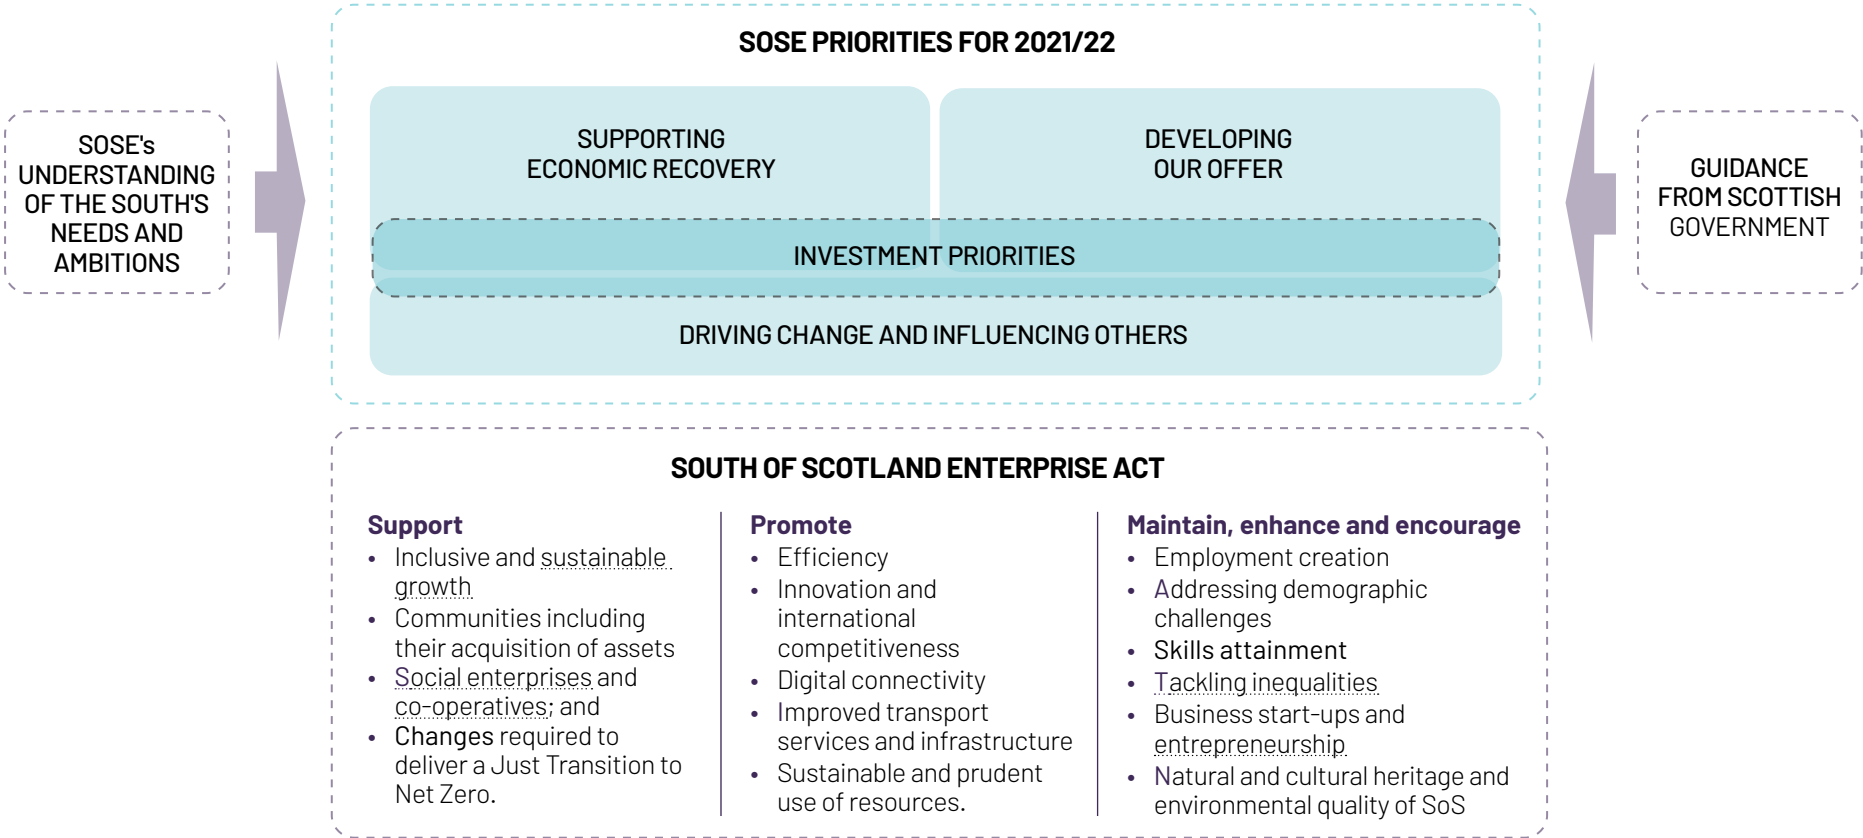 SOSE PRIORITIES FOR 2021/22
SOSE's
UNDERSTANDING
OF THE SOUTH'S
NEEDS AND
AMBITIONS
SUPPORTING
ECONOMIC RECOVERY
DEVELOPING
OUR OFFER
INVESTMENT PRIORITIES
DRIVING CHANGE AND INFLUENCING OTHERS
GUIDANCE
FROM SCOTTISH
GOVERNMENT
SOUTH OF SCOTLAND ENTERPRISE ACT
Support
• Inclusive and sustainable
growth
• Communities including
their acquisition of assets
• Social enterprises and
co-operatives; and
• Changes required to
deliver a Just Transition to
Net Zero.
Promote
• Efficiency
• Innovation and
international
competitiveness
• Digital connectivity
• Improved transport
services and infrastructure
• Sustainable and prudent
use of resources.
Maintain, enhance and encourage
• Employment creation
• Addressing demographic
challenges
• Skills attainment
• Tackling inequalities
• Business start-ups and
entrepreneurship
• Natural and cultural heritage and
environmental quality of SoS